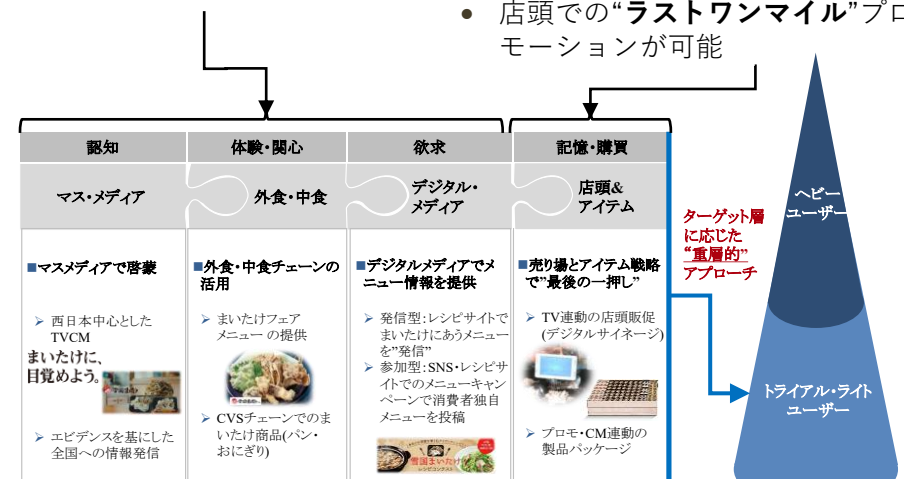 • 店頭での“ラストワンマイル”プロ
モーションが可能
認知
体験・関心
欲求
記憶・購買
マス・メディア
外食・中食
デジタル・
メディア
店頭&
アイテム
■マスメディアで啓蒙
➢ 西日本中心とした
TVCM
まいたけに、
目覚めよう。
➢ エビデンスを基にした
全国への情報発信
■外食・中食チェーンの
活用
➢ まいたけフェア
メニュー の提供
➢ CVSチェーンでのま
いたけ商品(パン・
おにぎり)
■デジタルメディアでメ
ニュー情報を提供
➢ 発信型：レシピサイトで
まいたけにあうメニュー
を”発信”
➢ 参加型：SNS・レシピサ
イトでのメニューキャン
ペーンで消費者独自
メニューを投稿
雪国まいたけ
レシピコンテスト
■売り場とアイテム戦略
で”最後の一押し”
➢ TV連動の店頭販促
(デジタルサイネージ)
➢ プロモ・CM連動の
製品パッケージ
ターゲット層
に応じた
“重層的”
アプローチ
ヘビー
ユーザー
トライアル・ライト
ユーザー